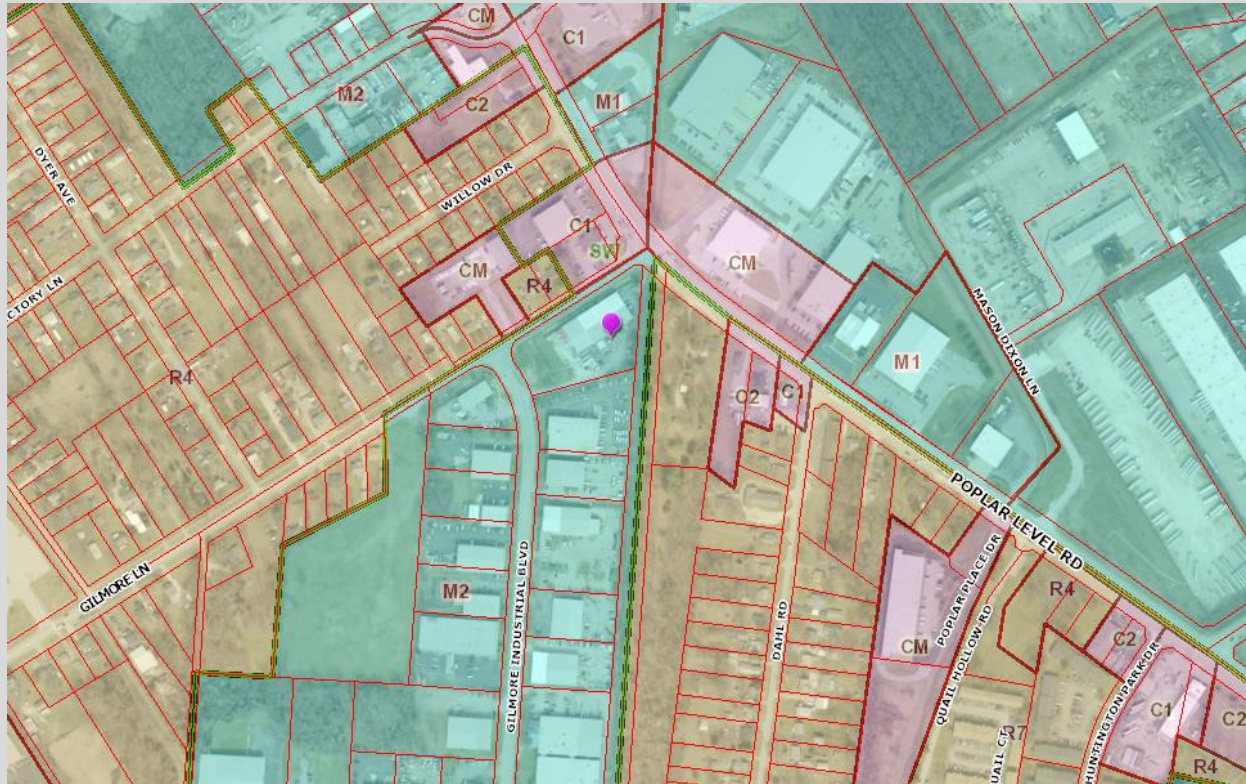 CM
C1
M2
C2
M1
DYER AVE
WILLOW DR
C1
SW
CM
CM
R4
CTORY LN
MASON DIXON LN
R4
M1
C2
C1
POPLAR LEVEL RD
GILMORE LN
GILMORE INDUSTRIAL BLVD
M2
DAHL RD
POPLAR PLACE DR
QUAIL HOLLOW RD
R4
CM
C2
HUNTINGTON PARK DR
C1
C2
R7
UAIL CT
R4